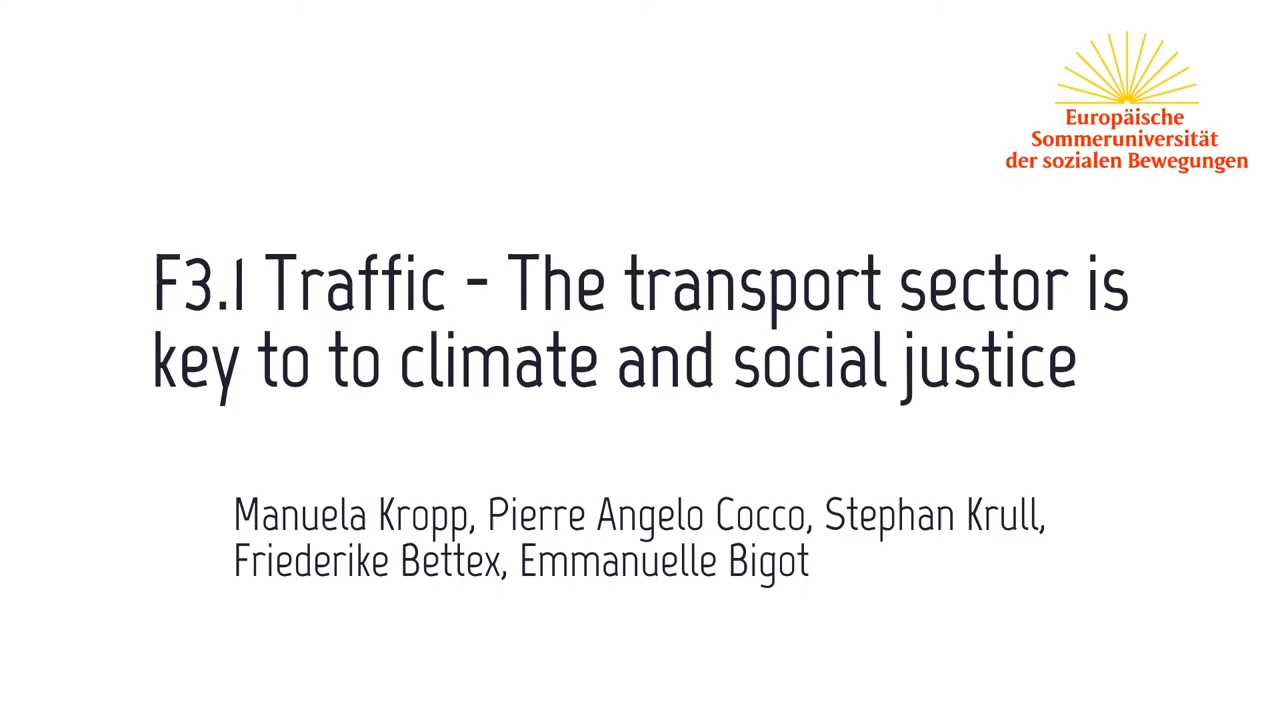 Europäische
Sommeruniversität
der sozialen Bewegungen
F3.1 Traffic - The transport sector is
key to to climate and social justice
Manuela Kropp, Pierre Angelo Cocco, Stephan Krull,
Friederike Bettex, Emmanuelle Bigot